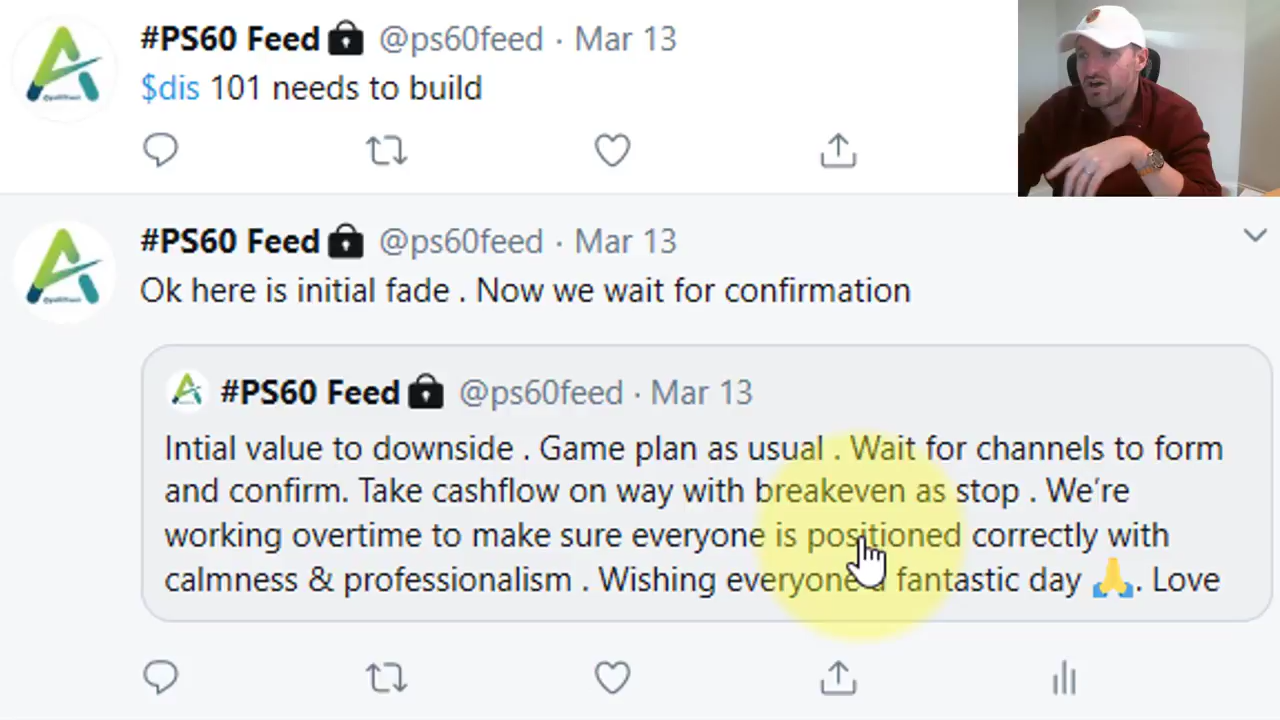 #PS60 Feed @ps60feed · Mar 13
$dis 101 needs to build
#PS60 Feed @ps60feed · Mar 13
Ok here is initial fade . Now we wait for confirmation
#PS60 Feed @ps60feed · Mar 13
Intial value to downside . Game plan as usual . Wait for channels to form
and confirm. Take cashflow on way with breakeven as stop . We're
working overtime to make sure everyone is positioned correctly with
calmness & professionalism . Wishing everyone a fantastic day 🙏. Love